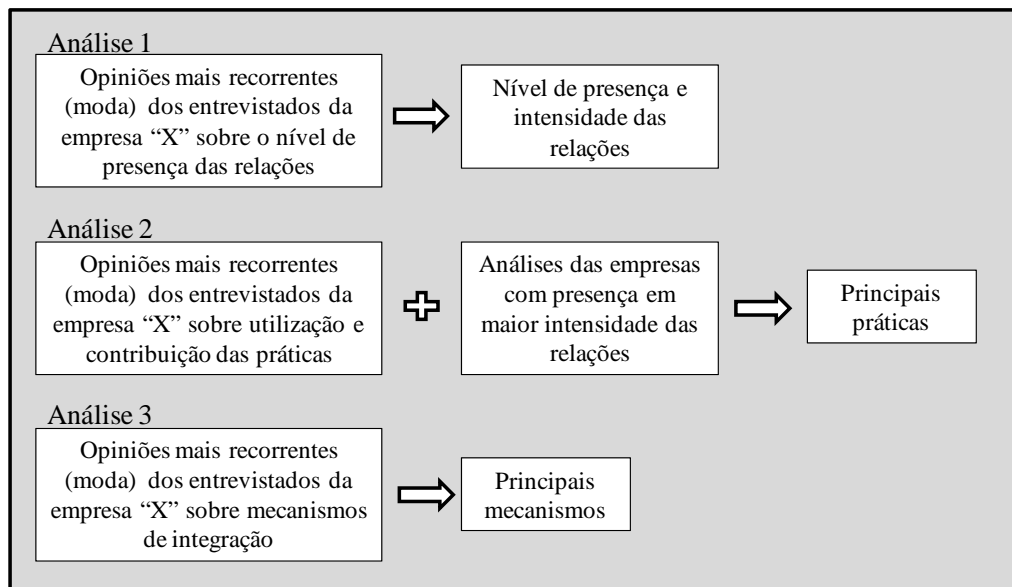 Análise 1
Opiniões mais recorrentes
(moda) dos entrevistados da
empresa “X” sobre o nível de
presença das relações
Nível de presença e
intensidade das
relações
Análise 2
Opiniões mais recorrentes
(moda) dos entrevistados da
empresa “X” sobre utilização e
contribuição das práticas
Análises das empresas
com presença em
maior intensidade das
relações
Principais
práticas
Análise 3
Opiniões mais recorrentes
(moda) dos entrevistados da
empresa “X” sobre mecanismos
de integração
Principais
mecanismos